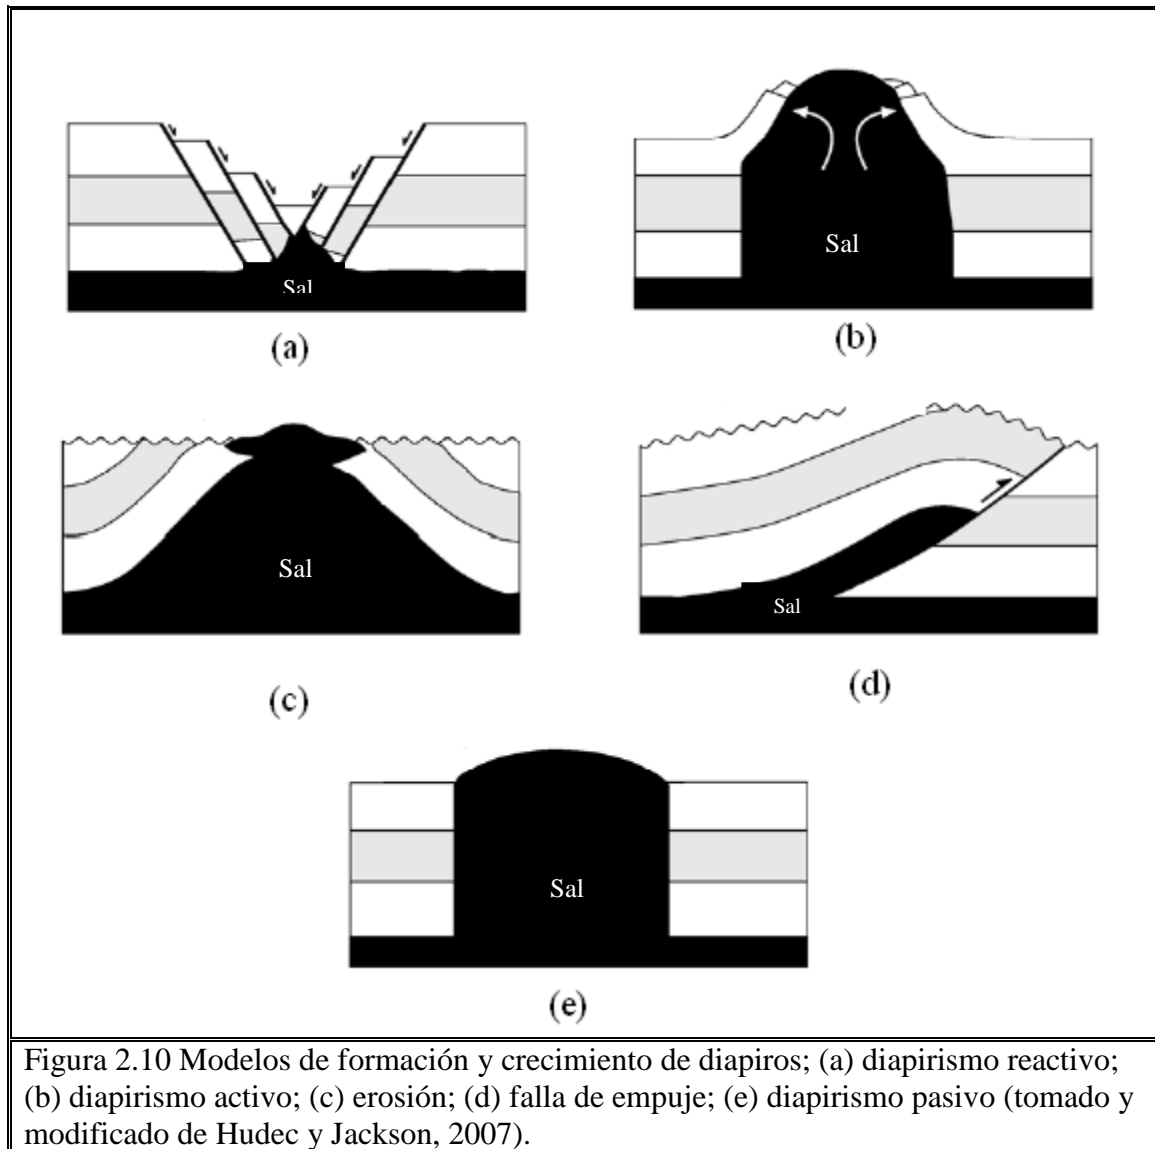 Sal
(a)
Sal
(b)
Sal
(c)
Sal
(d)
Sal
(e)
Figura 2.10 Modelos de formación y crecimiento de diapiros; (a) diapirismo reactivo;
(b) diapirismo activo; (c) erosión; (d) falla de empuje; (e) diapirismo pasivo (tomado y
modificado de Hudec y Jackson, 2007).